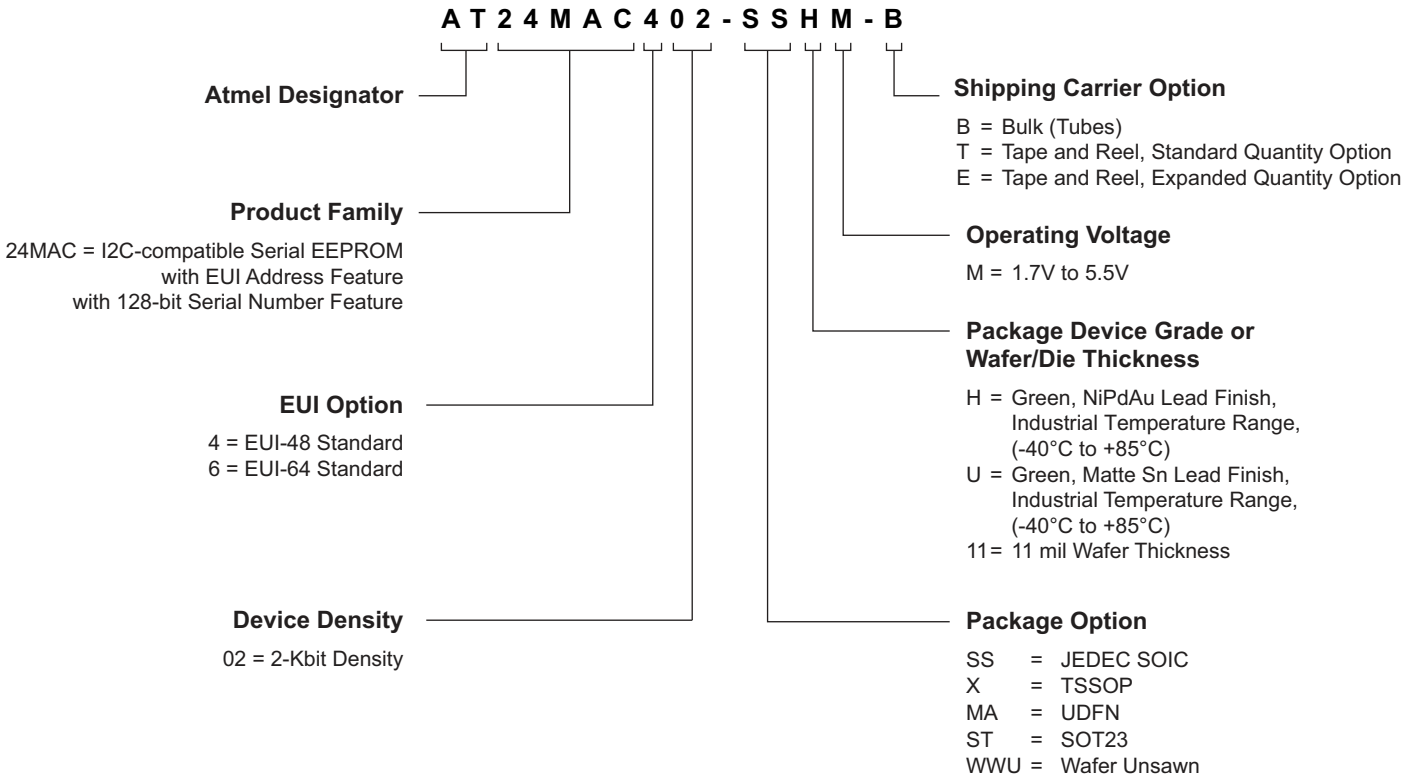 AT24MAC402-SSHM-B
Atmel Designator
Product Family
24MAC = I2C-compatible Serial EEPROM
with EUI Address Feature
with 128-bit Serial Number Feature
EUI Option
4 = EUI-48 Standard
6 = EUI-64 Standard
Device Density
02 = 2-Kbit Density
Shipping Carrier Option
B = Bulk (Tubes)
T = Tape and Reel, Standard Quantity Option
E = Tape and Reel, Expanded Quantity Option
Operating Voltage
M = 1.7V to 5.5V
Package Device Grade or
Wafer/Die Thickness
H = Green, NiPdAu Lead Finish,
Industrial Temperature Range,
(-40°C to +85°C)
U = Green, Matte Sn Lead Finish,
Industrial Temperature Range,
(-40°C to +85°C)
11= 11 mil Wafer Thickness
Package Option
SS = JEDEC SOIC
X = TSSOP
MA = UDFN
ST = SOT23
WWU = Wafer Unsawn